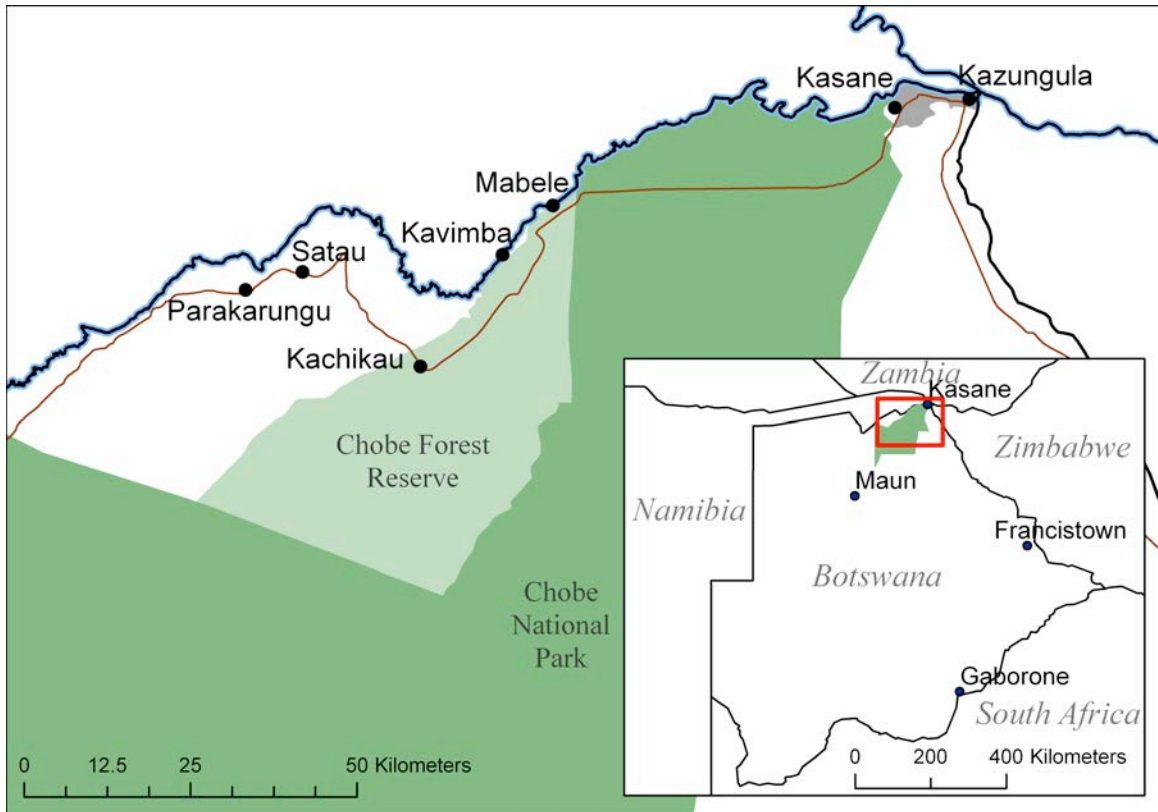 Kasane
Kazungula
Mabele
Kavimba
Satau
Parakarungu
Kachikau
Chobe Forest
Reserve
Chobe
National
Park
0
12.5
25
50 Kilometers
Zambia
Kasane
Zimbabwe
Maun
Namibia
Francistown
Botswana
Gaborone
South Africa
0
200
400 Kilometers